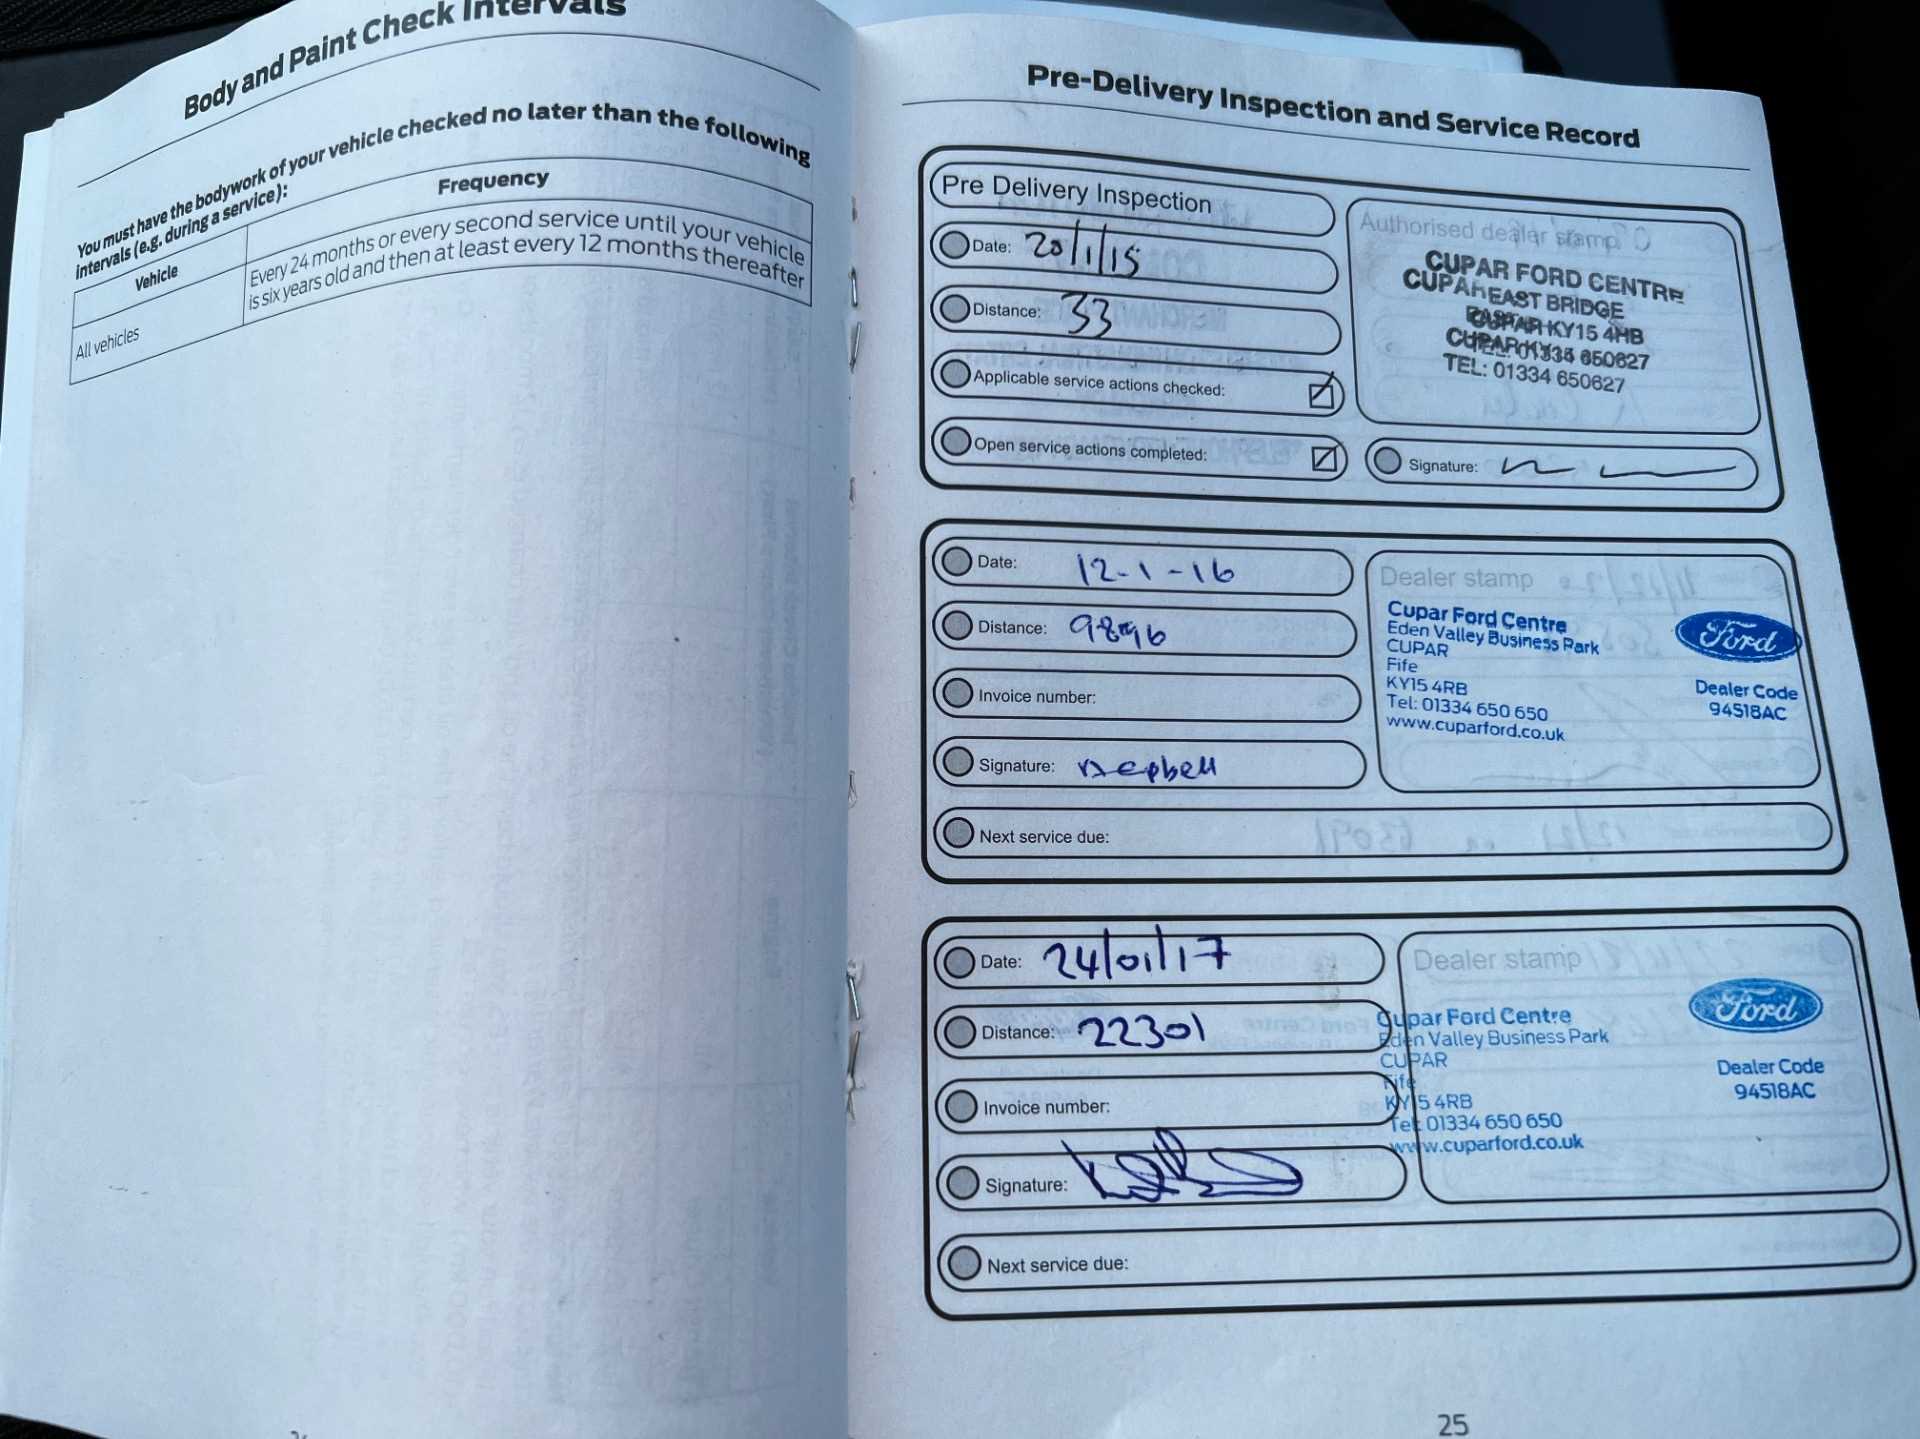 Body and Paint Check Intervals
You must have the bodywork of your vehicle checked no later than the following
intervals (e.g. during a service):
Vehicle
Frequency
All vehicles
Every 24 months or every second service until your vehicle
is six years old and then at least every 12 months thereafter
Pre-Delivery Inspection and Service Record
Pre Delivery Inspection
Date: 20/1/15
Distance: 33
Applicable service actions checked:
Open service actions completed:
Authorised dealer stamp
CUPAR FORD CENTRE
EAST BRIDGE
CUPAR KY15 4HB
TEL: 01334 650627
Signature:
Date: 12-1-16
Distance: 9896
Invoice number:
Signature:
Next service due:
Dealer stamp
Cupar Ford Centre
Eden Valley Business Park
CUPAR
Fife
KY15 4RB
Tel: 01334 650 650
www.cuparford.co.uk
Ford
Dealer Code
94518AC
Date: 24/01/17
Distance: 22301
Invoice number:
Signature:
Next service due:
Dealer stamp
Cupar Ford Centre
Eden Valley Business Park
CUPAR
Fife
KY15 4RB
Tel: 01334 650 650
www.cuparford.co.uk
Ford
Dealer Code
94518AC
25